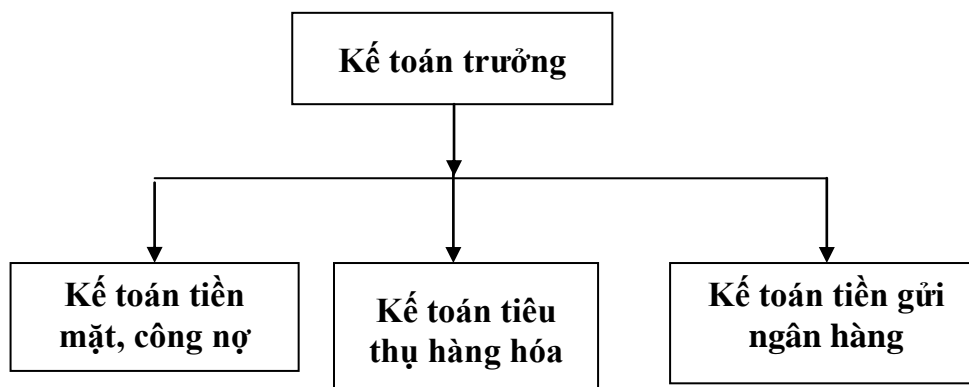 Kế toán trưởng
Kế toán tiền
mặt, công nợ
Kế toán tiêu
thụ hàng hóa
Kế toán tiền gửi
ngân hàng